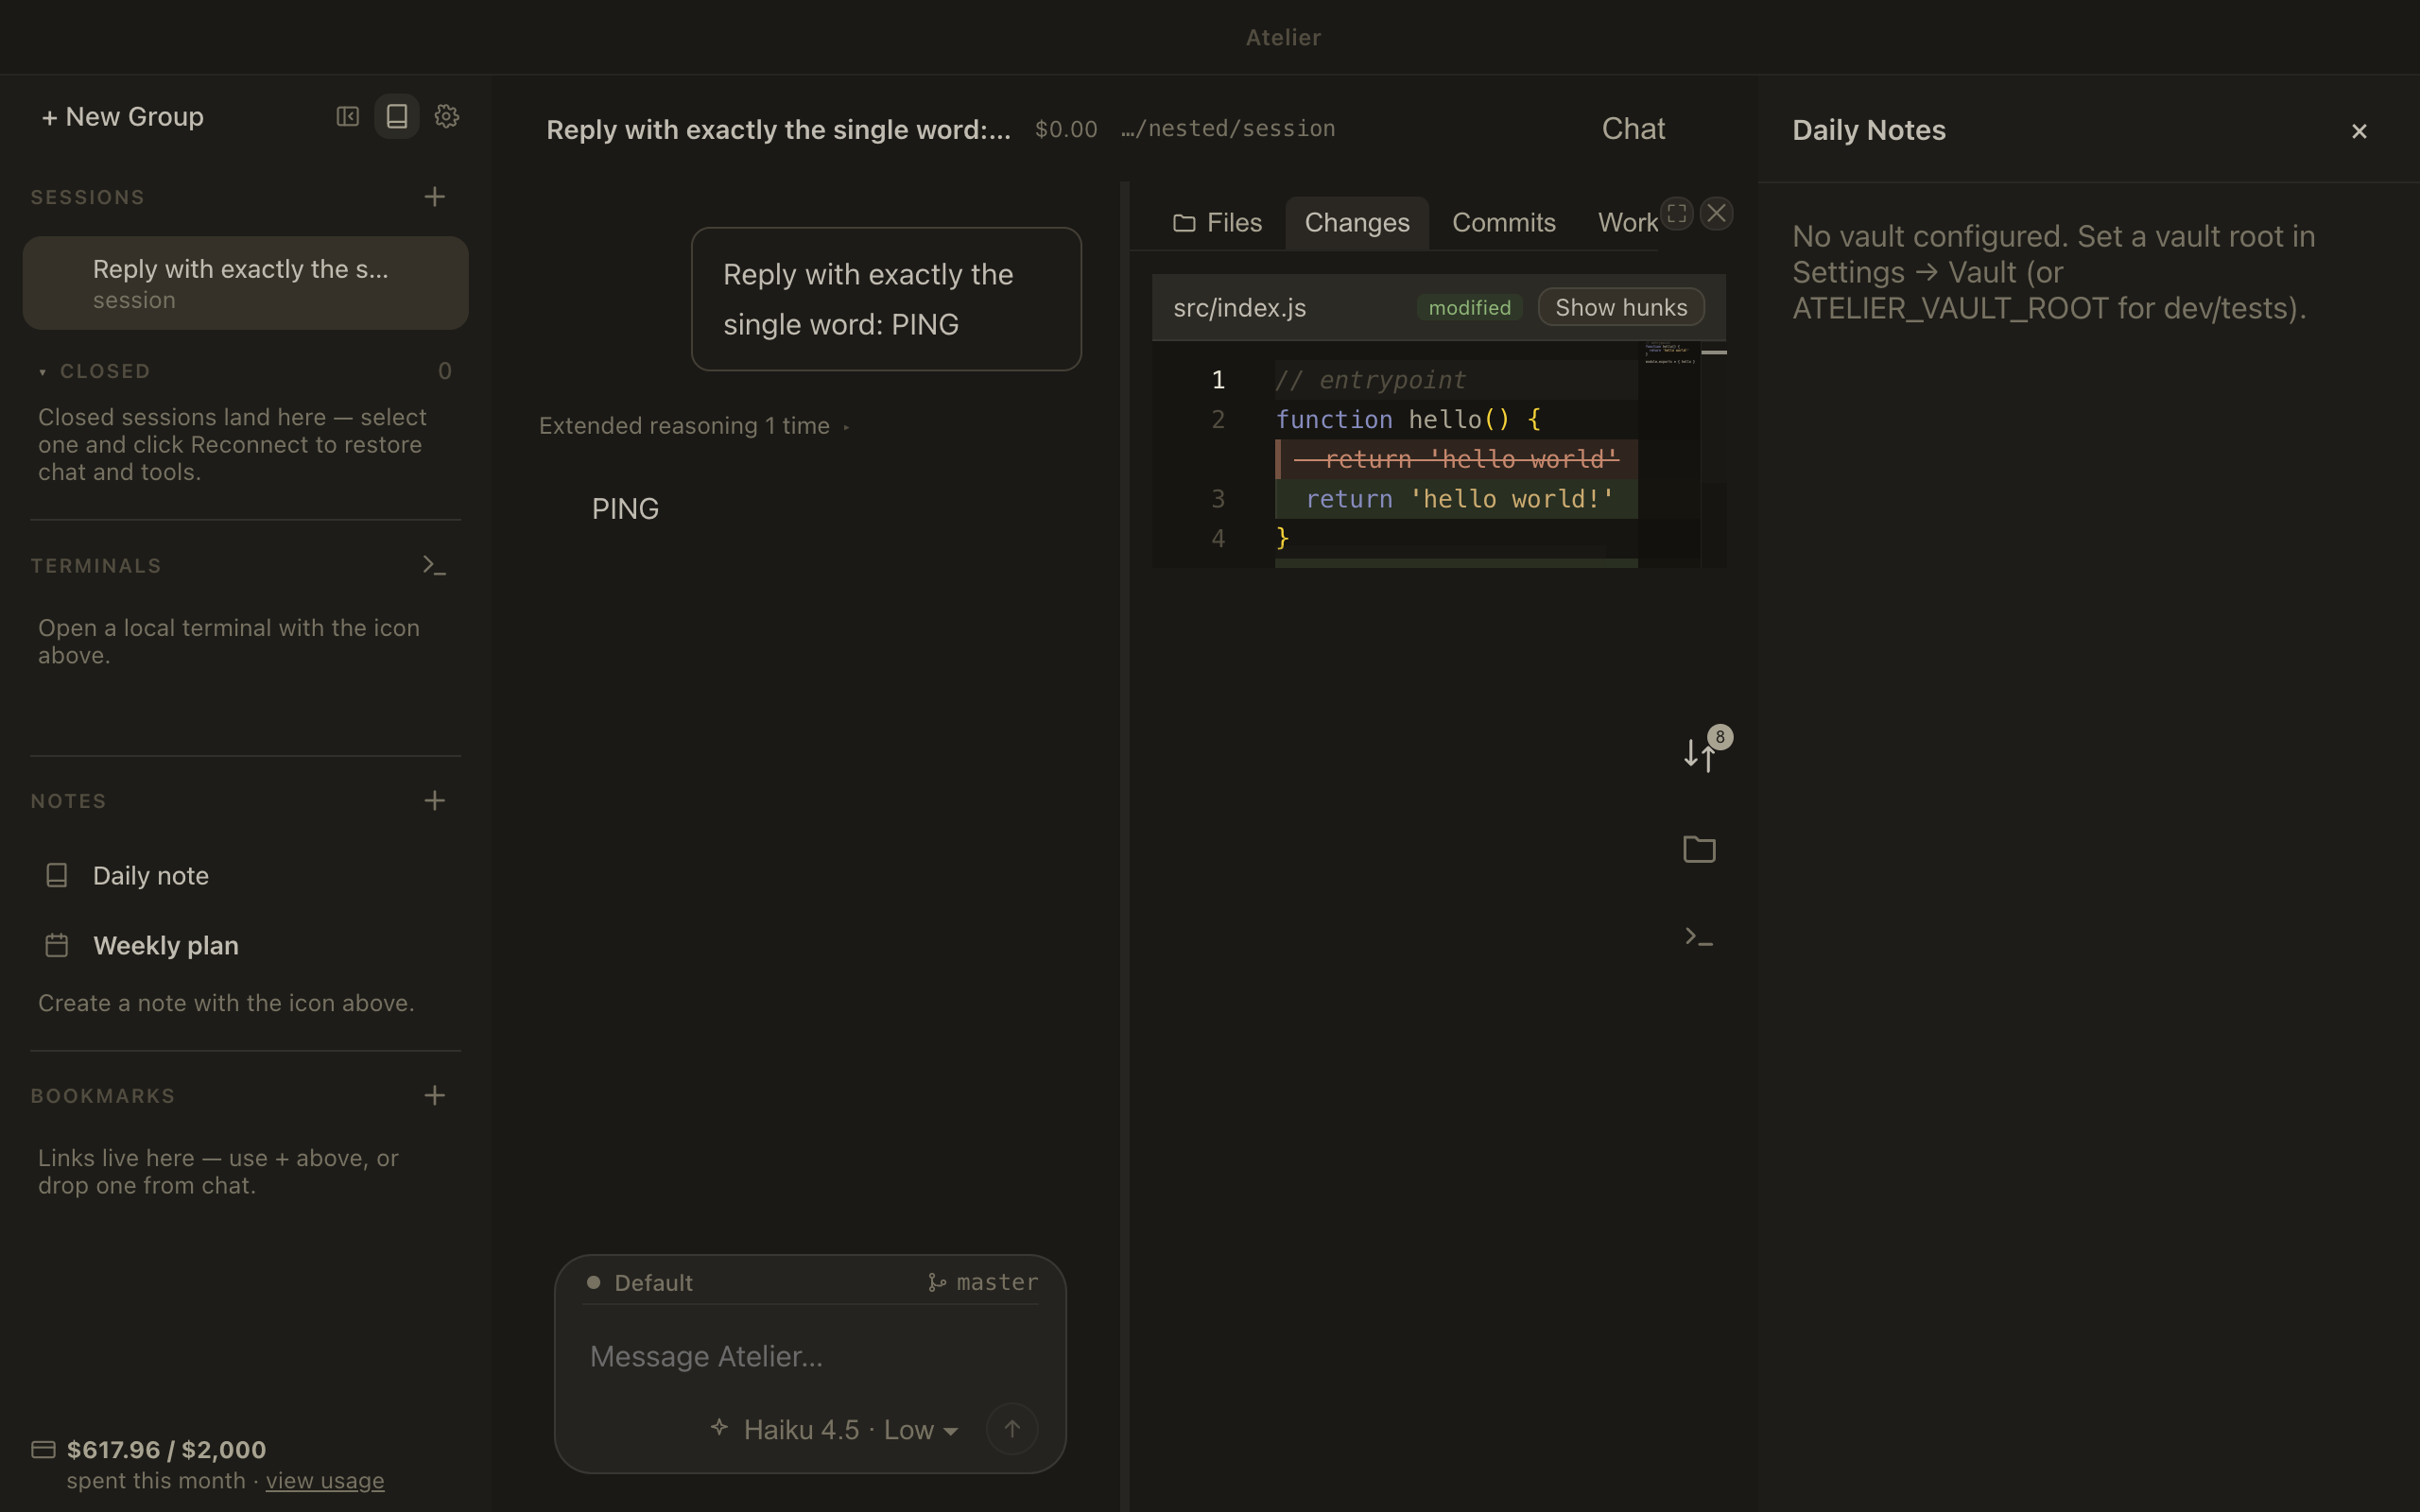 Atelier
+ New Group
SESSIONS
Reply with exactly the s...
session
CLOSED 0
Closed sessions land here — select
one and click Reconnect to restore
chat and tools.
TERMINALS
Open a local terminal with the icon
above.
NOTES
Daily note
Weekly plan
Create a note with the icon above.
BOOKMARKS
Links live here — use + above, or
drop one from chat.
$617.96 / $2,000
spent this month · view usage
Reply with exactly the single word:... $0.00 …/nested/session Chat
Reply with exactly the
single word: PING
Extended reasoning 1 time
PING
Default master
Message Atelier...
Haiku 4.5 · Low
Files Changes Commits Work
src/index.js modified Show hunks
1 // entrypoint
2 function hello() {
return 'hello world'
3 return 'hello world!'
4 }
8
Daily Notes
No vault configured. Set a vault root in
Settings → Vault (or
ATELIER_VAULT_ROOT for dev/tests).